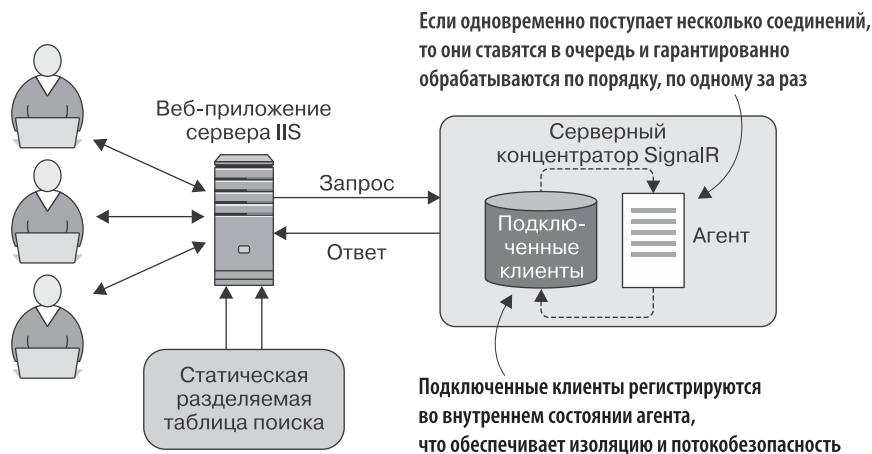 Если одновременно поступает несколько соединений,
то они ставятся в очередь и гарантированно
обрабатываются по порядку, по одному за раз
Веб-приложение
сервера IIS
Серверный
концентратор SignalR
Запрос
Ответ
Подклю-
ченные
клиенты
Агент
Статическая
разделяемая
таблица поиска
Подключенные клиенты регистрируются
во внутреннем состоянии агента,
что обеспечивает изоляцию и потокобезопасность